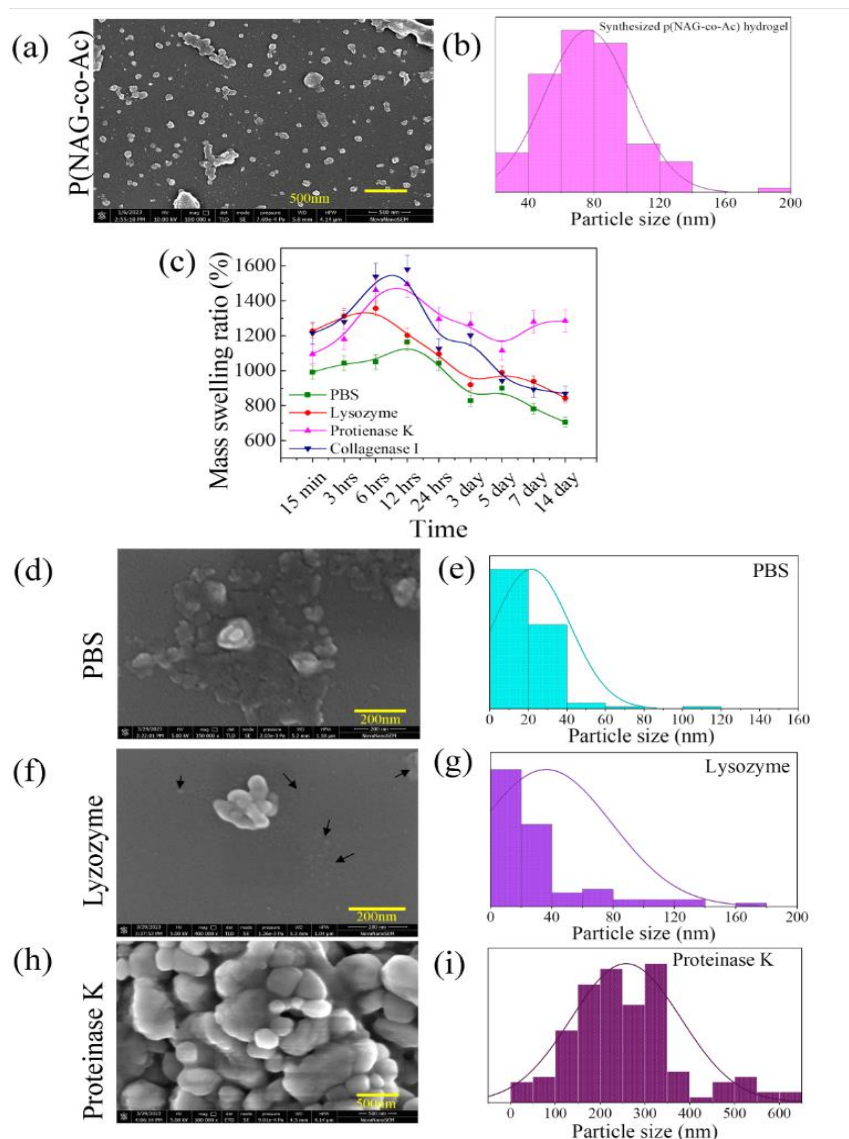 (a)
P(NAG-co-Ac)
500nm
(b)
Synthesized p(NAG-co-Ac) hydrogel
40 80 120 200
Particle size (nm)
(c)
Mass swelling ratio (%)
1600
1400
1200
1000
800
600
PBS
Lysozyme
Protienase K
Collagenase I
15 min 3 hrs 6 hrs 12 hrs 24 hrs 3 day 5 day 7 day 14 day
Time
(d)
PBS
200nm
(e)
PBS
0 20 40 60 80 100 120 140 160
Particle size (nm)
(f)
Lyzozyme
200nm
(g)
Lysozyme
0 40 80 120 160 200
Particle size (nm)
(h)
Proteinase K
500nm
(i)
Proteinase K
0 100 200 300 400 500 600
Particle size (nm)